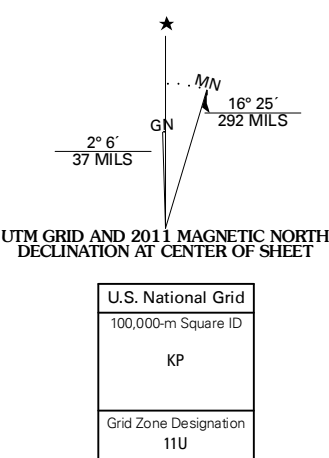 ★
MN
GN
16° 25´
292 MILS
2° 6´
37 MILS
UTM GRID AND 2011 MAGNETIC NORTH
DECLINATION AT CENTER OF SHEET
U.S. National Grid
100,000-m Square ID
KP
Grid Zone Designation
11U